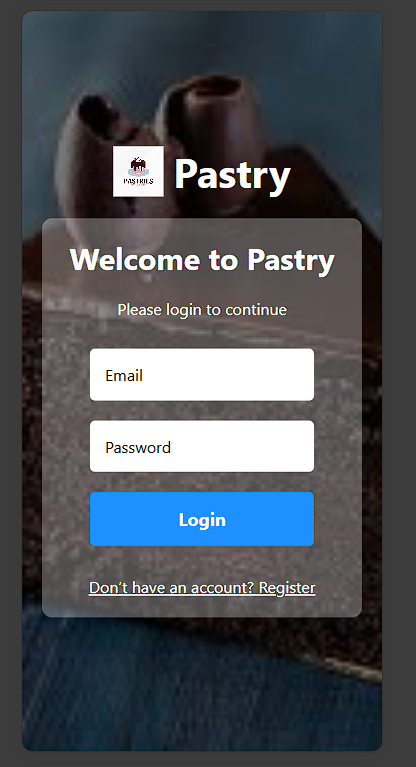 PASTRIES
Pastry
Welcome to Pastry
Please login to continue
Email
Password
Login
Don't have an account? Register